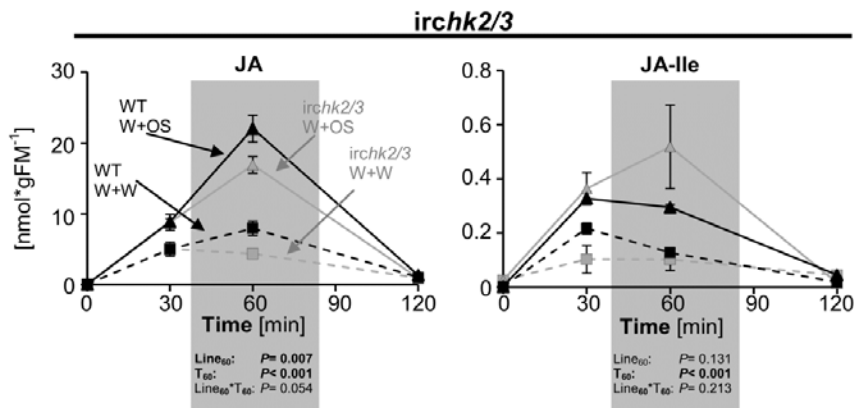 irchk2/3
JA
30
20
10
0
[nmol*gFM⁻¹]
WT
W+OS
WT
W+W
irchk2/3
W+OS
irchk2/3
W+W
0 30 60 90 120
Time [min]
Line₆₀: P= 0.007
T₆₀: P< 0.001
Line₆₀*T₆₀: P= 0.054
JA-Ile
0.8
0.6
0.4
0.2
0
0 30 60 90 120
Time [min]
Line₆₀: P= 0.131
T₆₀: P< 0.001
Line₆₀*T₆₀: P= 0.213